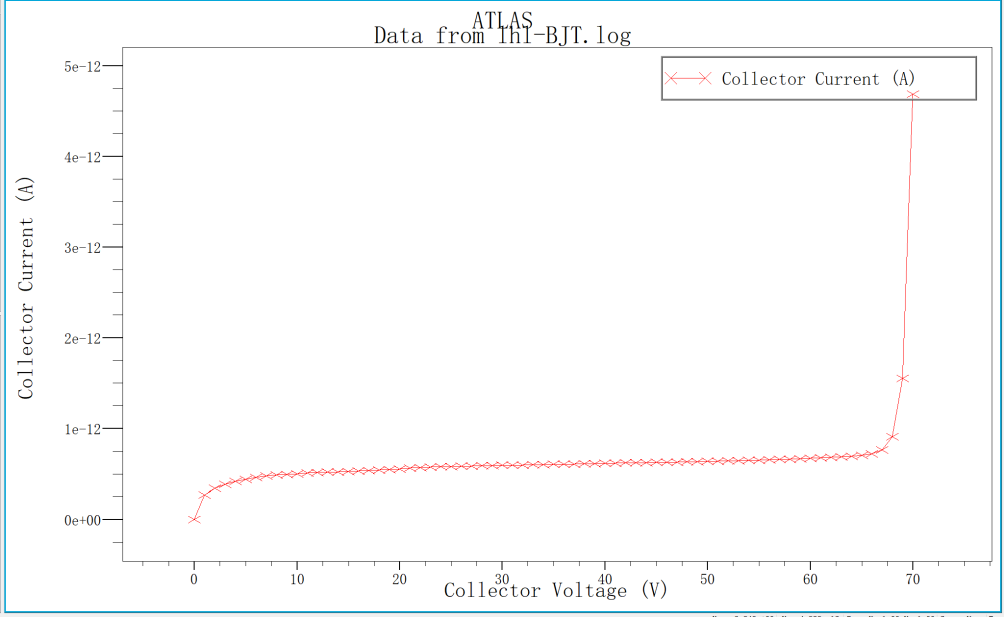 ATLAS
Data from lhl-BJT.log
Collector Current (A)
5e-12
4e-12
3e-12
2e-12
1e-12
0e+00
Collector Current (A)
0 10 20 30 40 50 60 70
Collector Voltage (V)